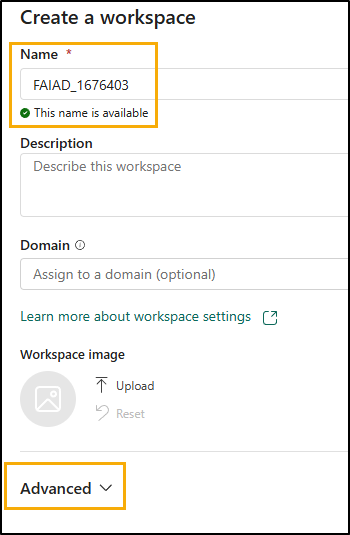 Create a workspace
Name *
FAIAD_1676403
This name is available
Description
Describe this workspace
Domain
Assign to a domain (optional)
Learn more about workspace settings
Workspace image
Upload
Reset
Advanced